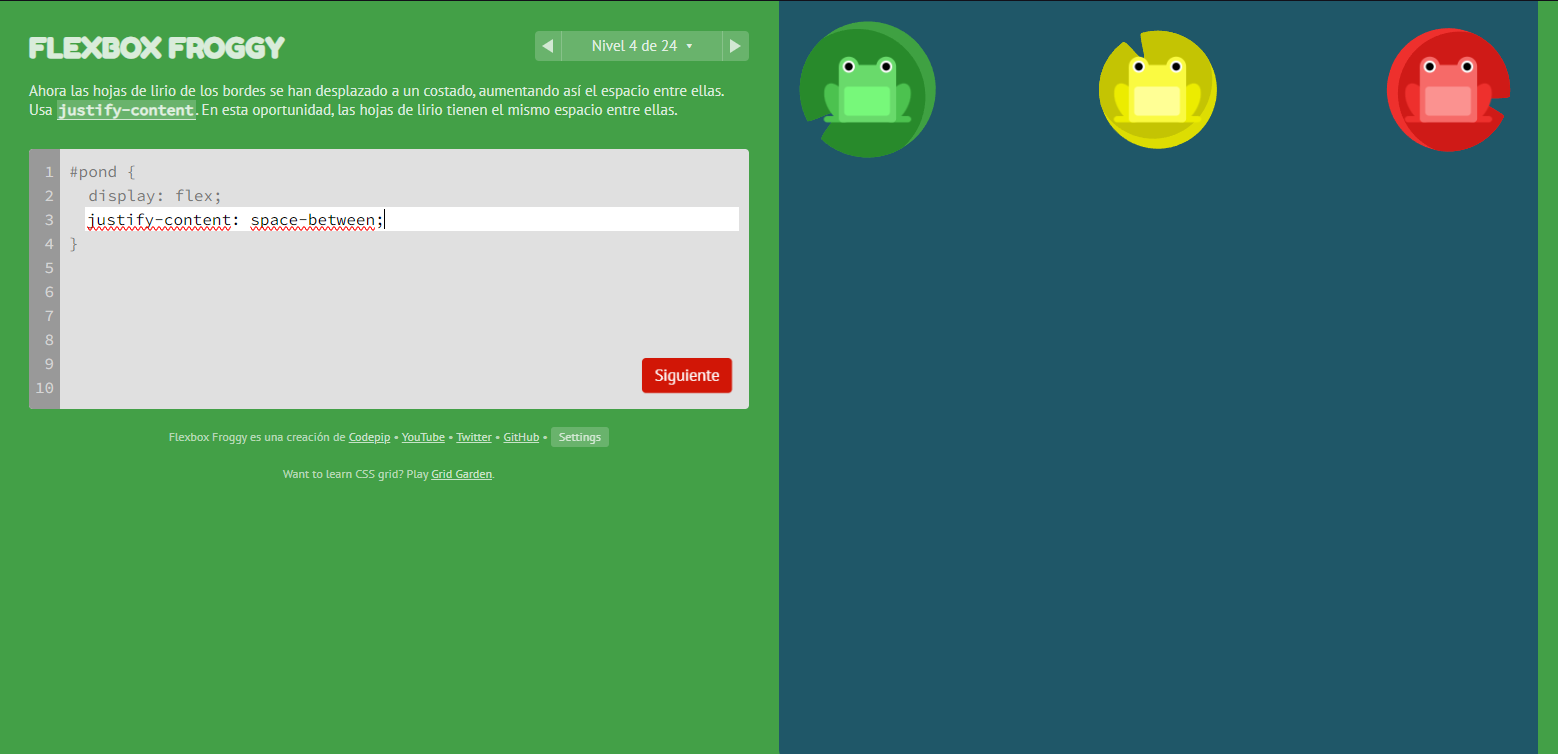 FLEXBOX FROGGY
Nivel 4 de 24
Ahora las hojas de lirio de los bordes se han desplazado a un costado, aumentando así el espacio entre ellas.
Usa justify-content. En esta oportunidad, las hojas de lirio tienen el mismo espacio entre ellas.
1 #pond {
2 display: flex;
3 justify-content: space-between;
4 }
5
6
7
8
9
10
Siguiente
Flexbox Froggy es una creación de Codepip • YouTube • Twitter • GitHub • Settings
Want to learn CSS grid? Play Grid Garden.